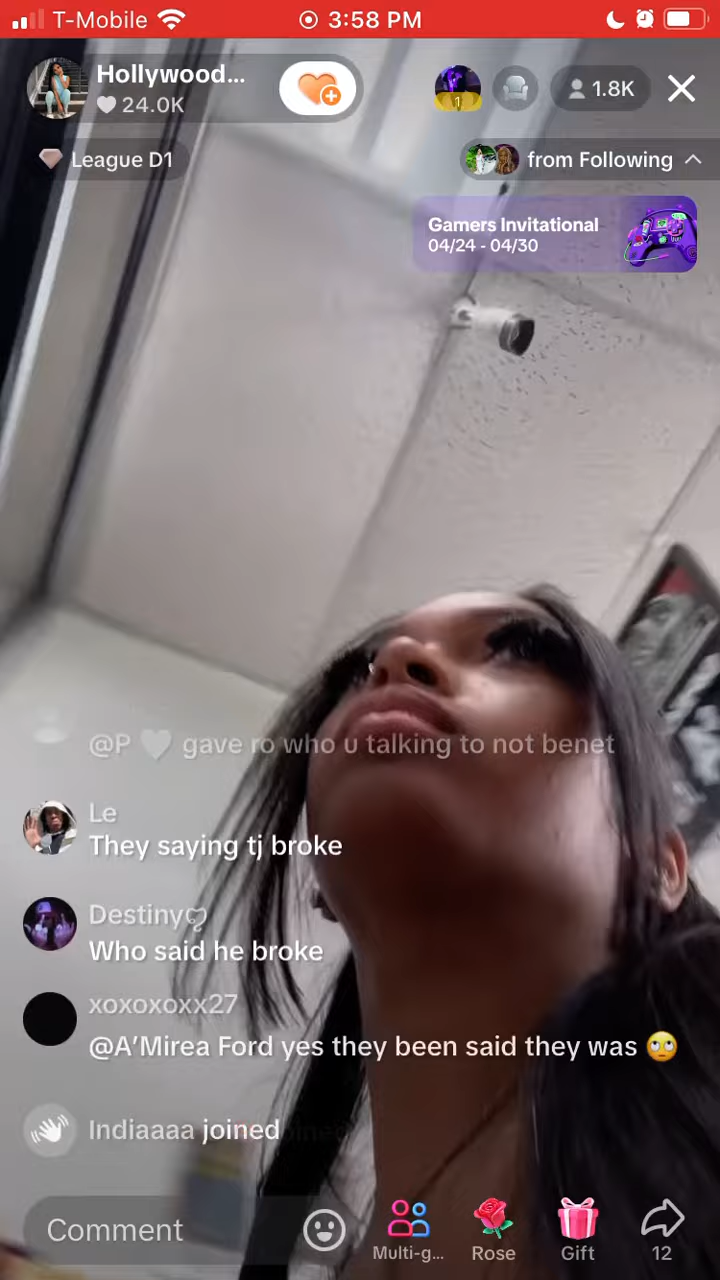 T-Mobile
3:58 PM
Hollywood...
24.0K
1
1.8K
League D1
from Following
Gamers Invitational
04/24 - 04/30
@P 🤍 gave ro who u talking to not benet
Le
They saying tj broke
Destiny
Who said he broke
xoxoxoxx27
@A’Mirea Ford yes they been said they was 🙄
Indiaaaa joined
Comment
Multi-g...
Rose
Gift
12